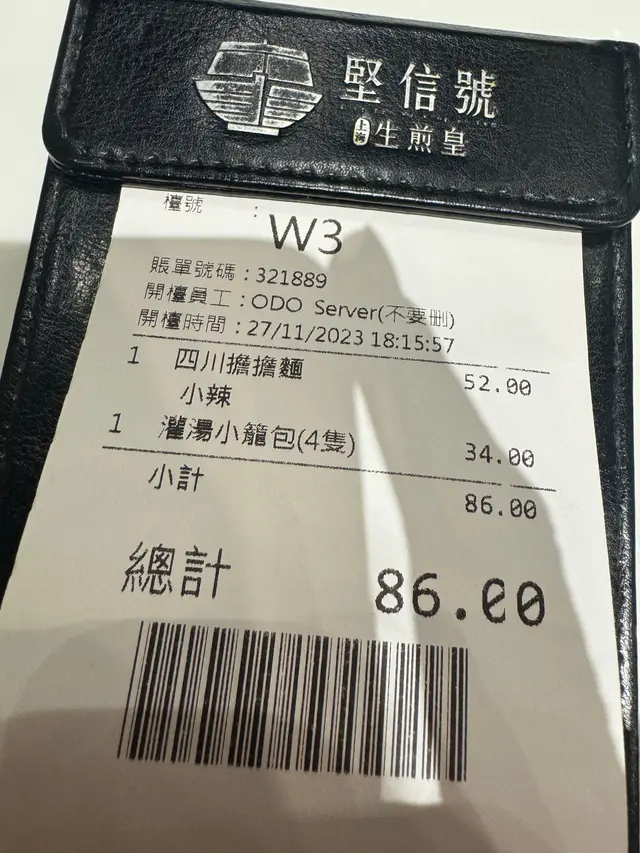 堅信號
上海生煎皇
檯號 :
W3
賬單號碼：321889
開檯員工：ODO Server(不要刪)
開檯時間：27/11/2023 18:15:57
1 四川擔擔麵 52.00
小辣
1 灌湯小籠包(4隻) 34.00
小計 86.00
總計 86.00